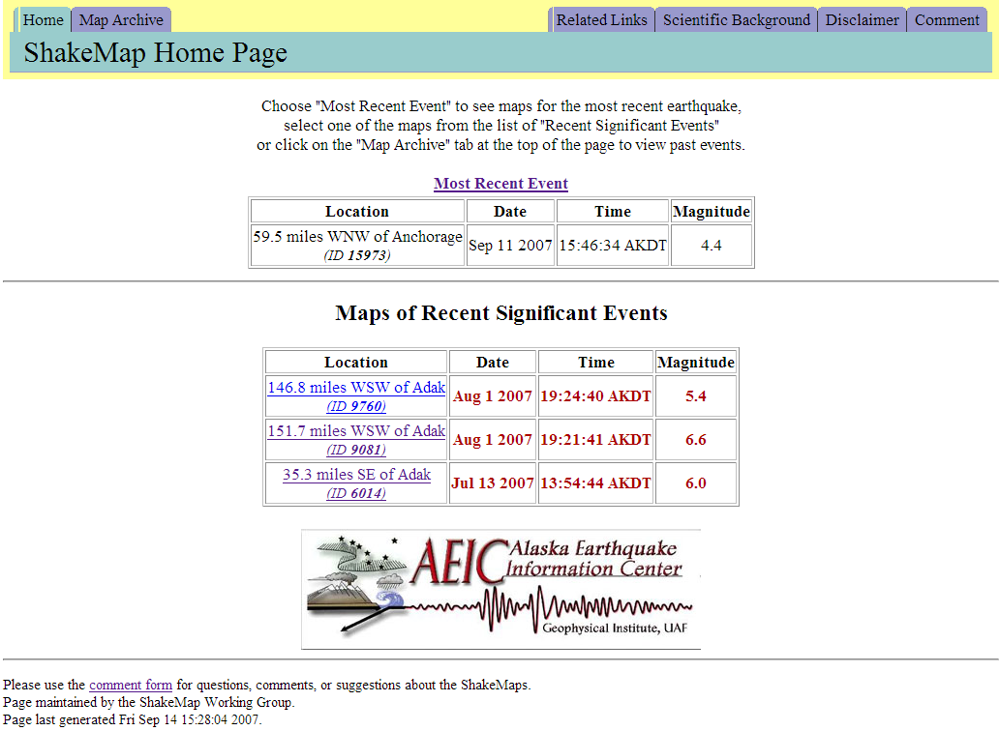 Home Map Archive Related Links Scientific Background Disclaimer Comment
ShakeMap Home Page
Choose "Most Recent Event" to see maps for the most recent earthquake,
select one of the maps from the list of "Recent Significant Events"
or click on the "Map Archive" tab at the top of the page to view past events.
Most Recent Event
Location Date Time Magnitude
59.5 miles WNW of Anchorage
(ID 15973) Sep 11 2007 15:46:34 AKDT 4.4
Maps of Recent Significant Events
Location Date Time Magnitude
146.8 miles WSW of Adak
(ID 9760) Aug 1 2007 19:24:40 AKDT 5.4
151.7 miles WSW of Adak
(ID 9081) Aug 1 2007 19:21:41 AKDT 6.6
35.3 miles SE of Adak
(ID 6014) Jul 13 2007 13:54:44 AKDT 6.0
AEIC Alaska Earthquake
Information Center
Geophysical Institute, UAF
Please use the comment form for questions, comments, or suggestions about the ShakeMaps.
Page maintained by the ShakeMap Working Group.
Page last generated Fri Sep 14 15:28:04 2007.